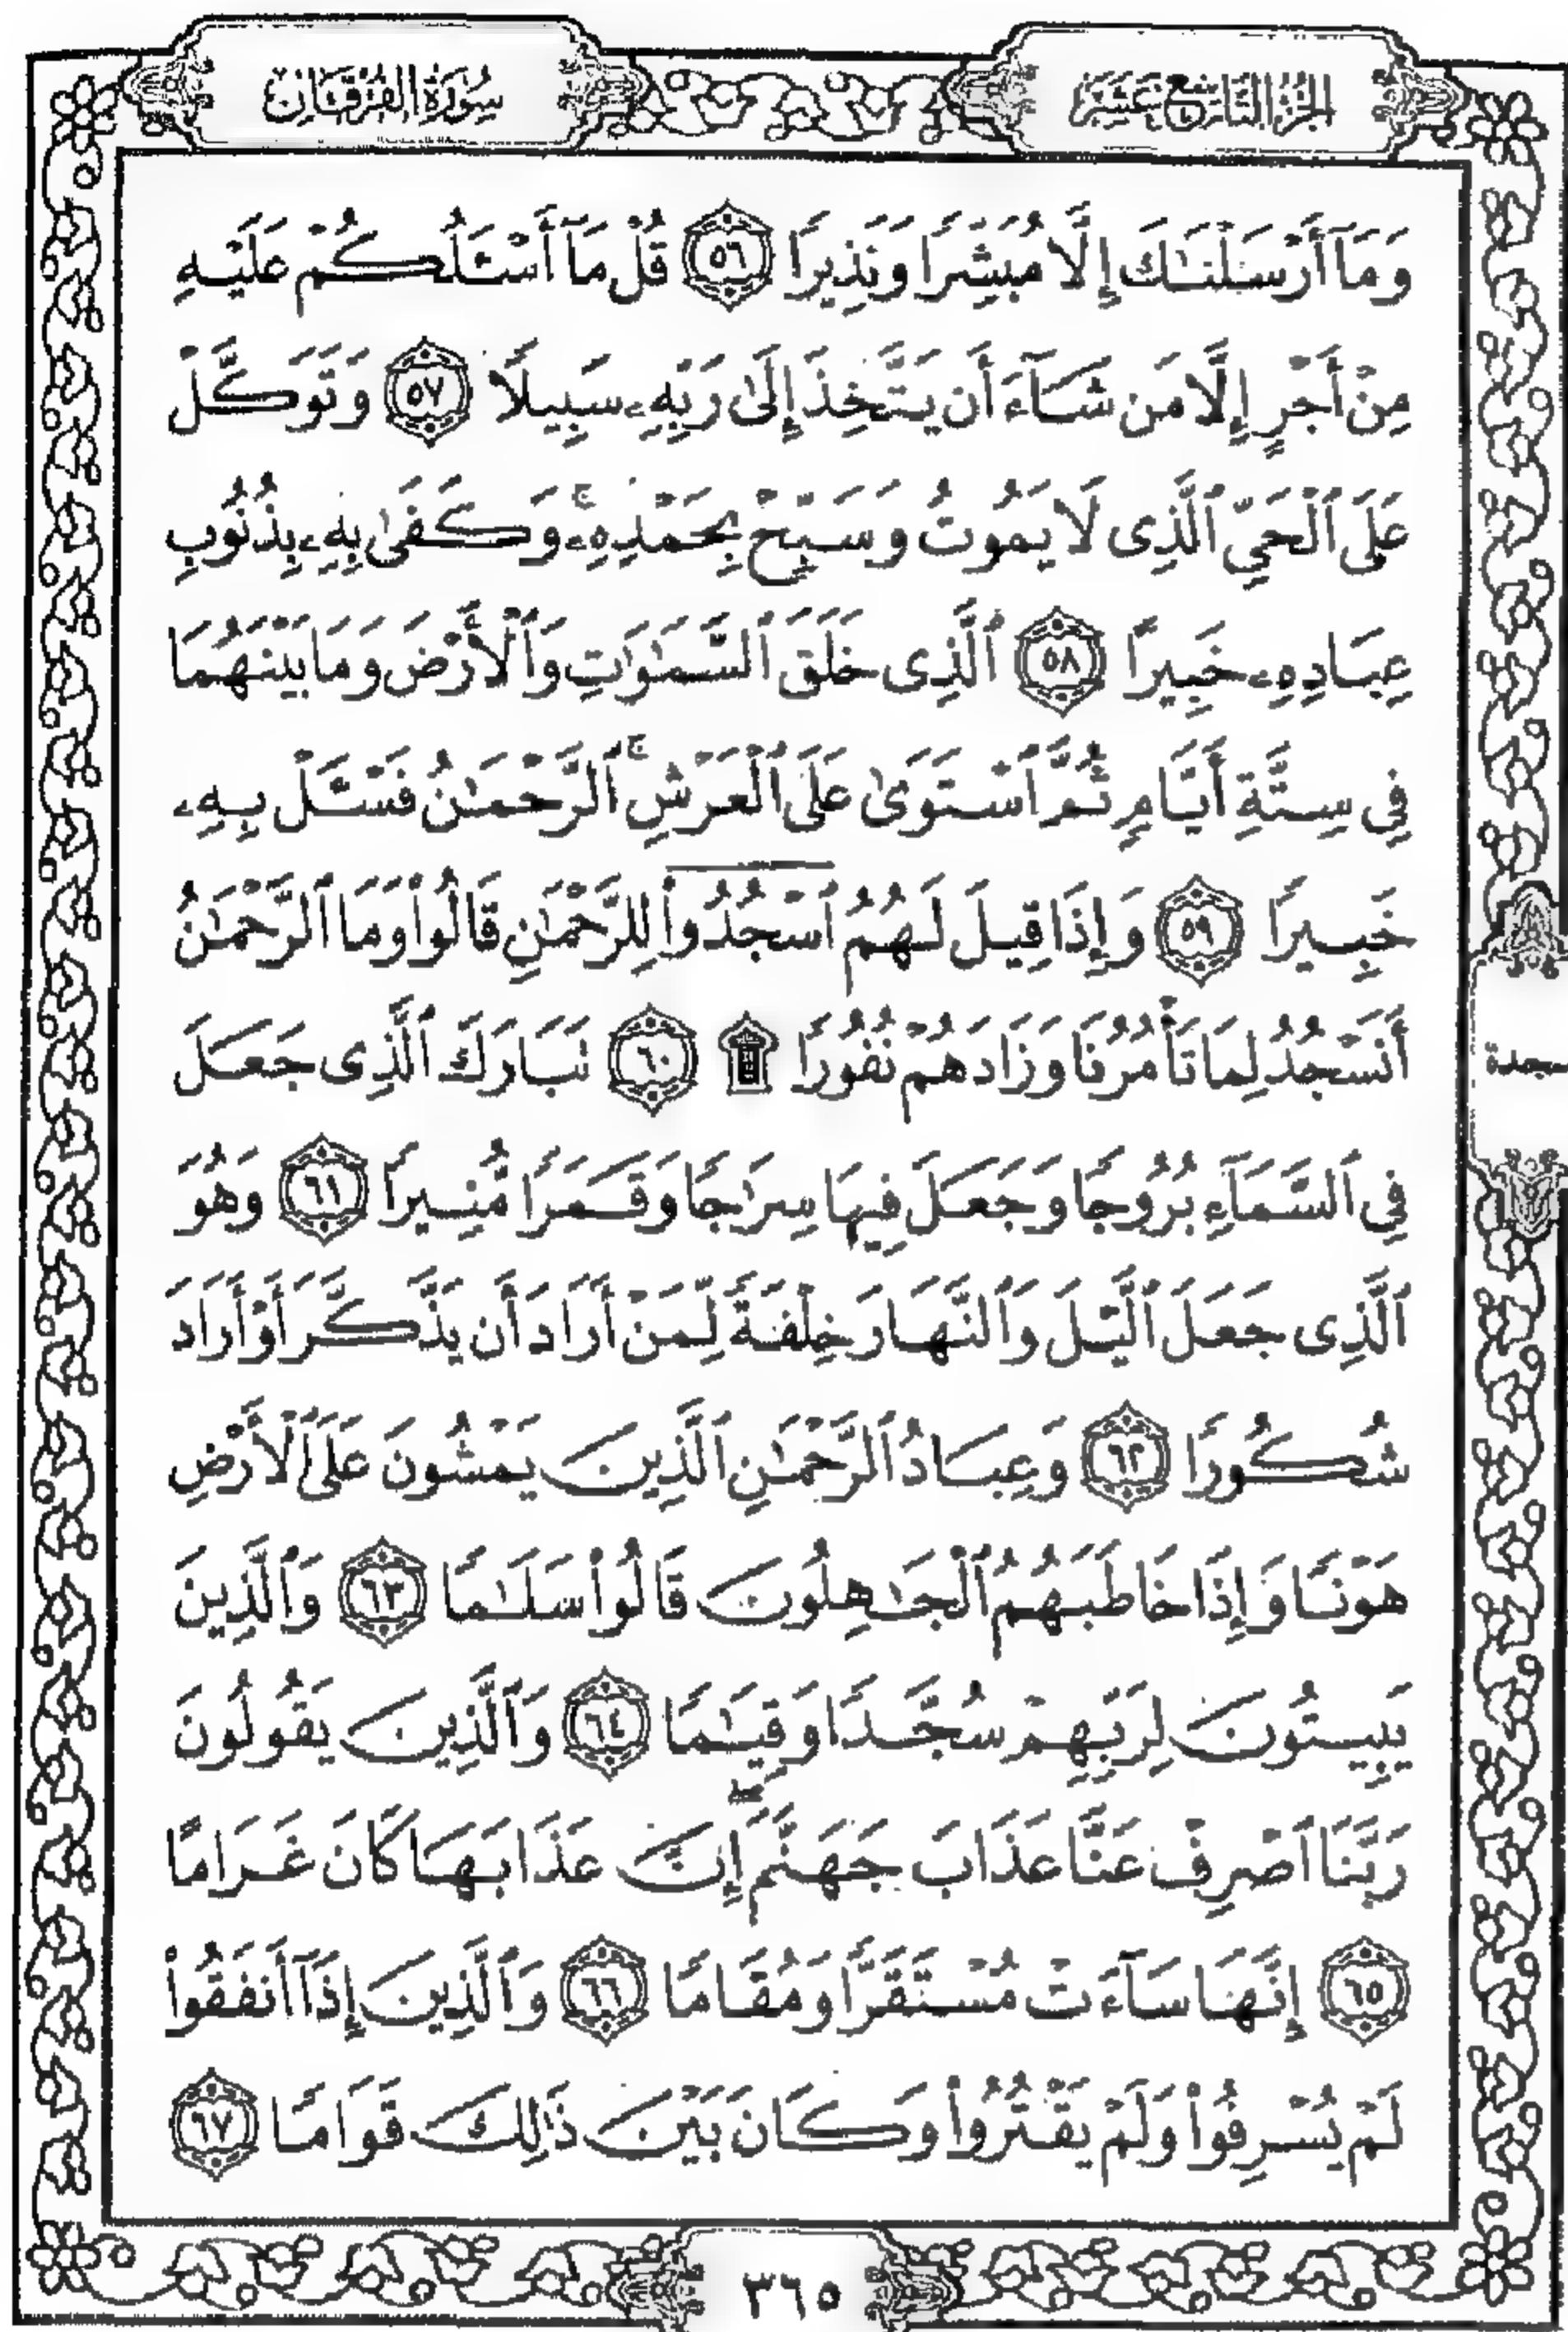 الجزء التاسع عشر
سورة الفرقان
وَمَآ أَرْسَلْنَٰكَ إِلَّا مُبَشِّرًا وَنَذِيرًا ٥٦ قُلْ مَآ أَسْـَٔلُكُمْ عَلَيْهِ
مِنْ أَجْرٍ إِلَّا مَن شَآءَ أَن يَتَّخِذَ إِلَىٰ رَبِّهِۦ سَبِيلًا ٥٧ وَتَوَكَّلْ
عَلَى ٱلْحَىِّ ٱلَّذِى لَا يَمُوتُ وَسَبِّحْ بِحَمْدِهِۦۚ وَكَفَىٰ بِهِۦ بِذُنُوبِ
عِبَادِهِۦ خَبِيرًا ٥٨ ٱلَّذِى خَلَقَ ٱلسَّمَٰوَٰتِ وَٱلْأَرْضَ وَمَا بَيْنَهُمَا
فِى سِتَّةِ أَيَّامٍ ثُمَّ ٱسْتَوَىٰ عَلَى ٱلْعَرْشِۚ ٱلرَّحْمَٰنُ فَسْـَٔلْ بِهِۦ
خَبِيرًا ٥٩ وَإِذَا قِيلَ لَهُمُ ٱسْجُدُوا۟ لِلرَّحْمَٰنِ قَالُوا۟ وَمَا ٱلرَّحْمَٰنُ
أَنَسْجُدُ لِمَا تَأْمُرُنَا وَزَادَهُمْ نُفُورًا ۩ ٦٠ تَبَارَكَ ٱلَّذِى جَعَلَ
سجدة
فِى ٱلسَّمَآءِ بُرُوجًا وَجَعَلَ فِيهَا سِرَٰجًا وَقَمَرًا مُّنِيرًا ٦١ وَهُوَ
ٱلَّذِى جَعَلَ ٱلَّيْلَ وَٱلنَّهَارَ خِلْفَةً لِّمَنْ أَرَادَ أَن يَذَّكَّرَ أَوْ أَرَادَ
شُكُورًا ٦٢ وَعِبَادُ ٱلرَّحْمَٰنِ ٱلَّذِينَ يَمْشُونَ عَلَى ٱلْأَرْضِ
هَوْنًا وَإِذَا خَاطَبَهُمُ ٱلْجَٰهِلُونَ قَالُوا۟ سَلَٰمًا ٦٣ وَٱلَّذِينَ
يَبِيتُونَ لِرَبِّهِمْ سُجَّدًا وَقِيَٰمًا ٦٤ وَٱلَّذِينَ يَقُولُونَ
رَبَّنَا ٱصْرِفْ عَنَّا عَذَابَ جَهَنَّمَۖ إِنَّ عَذَابَهَا كَانَ غَرَامًا
٦٥ إِنَّهَا سَآءَتْ مُسْتَقَرًّا وَمُقَامًا ٦٦ وَٱلَّذِينَ إِذَآ أَنفَقُوا۟
لَمْ يُسْرِفُوا۟ وَلَمْ يَقْتُرُوا۟ وَكَانَ بَيْنَ ذَٰلِكَ قَوَامًا ٦٧
٣٦٥